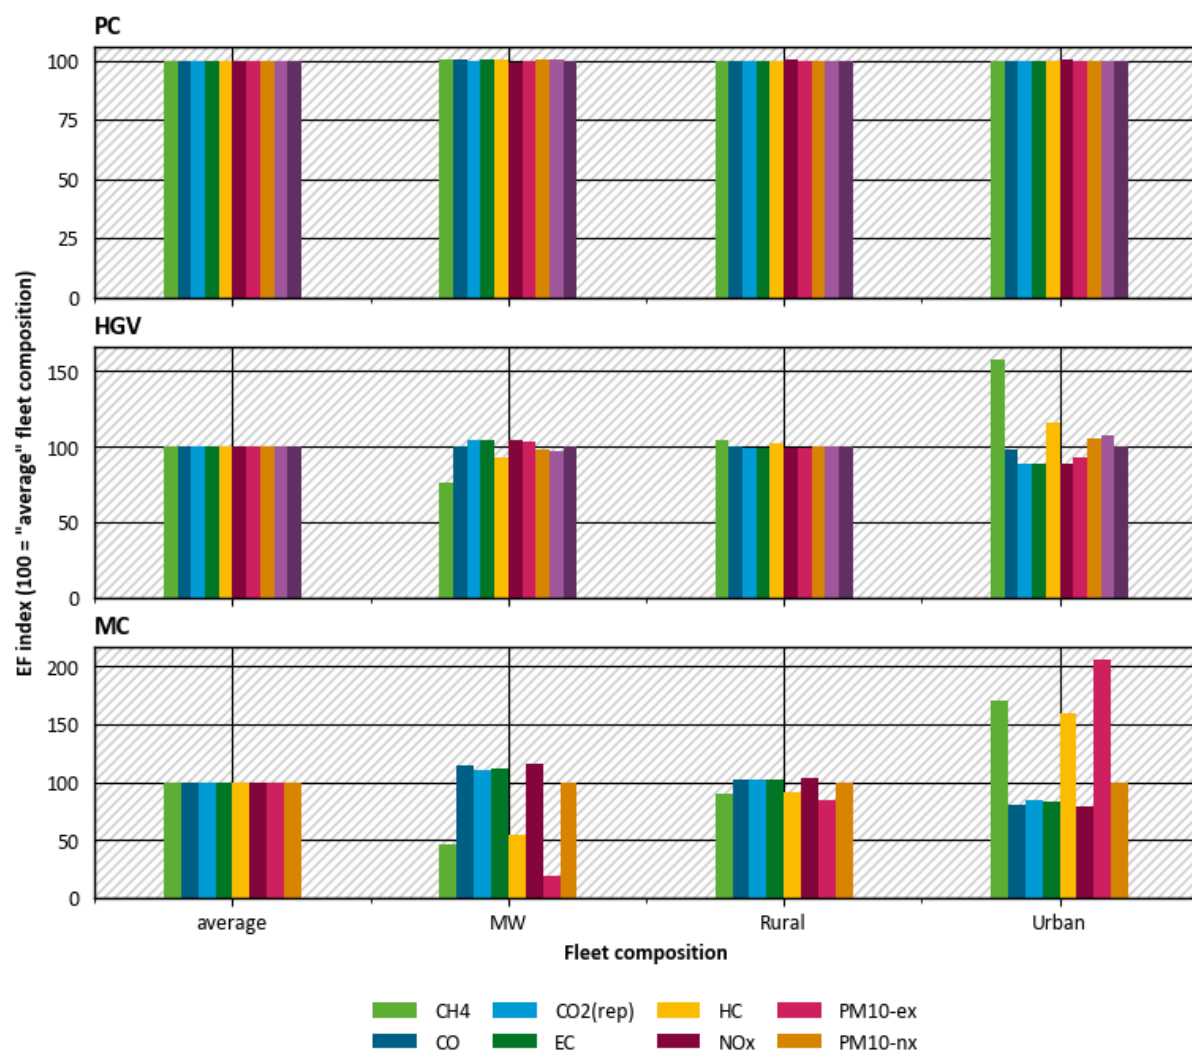 PC
100
75
50
25
0
HGV
150
100
50
0
MC
200
150
100
50
0
EF index (100 = "average" fleet composition)
average MW Rural Urban
Fleet composition
CH4 CO2(rep) HC PM10-ex
CO EC NOx PM10-nx